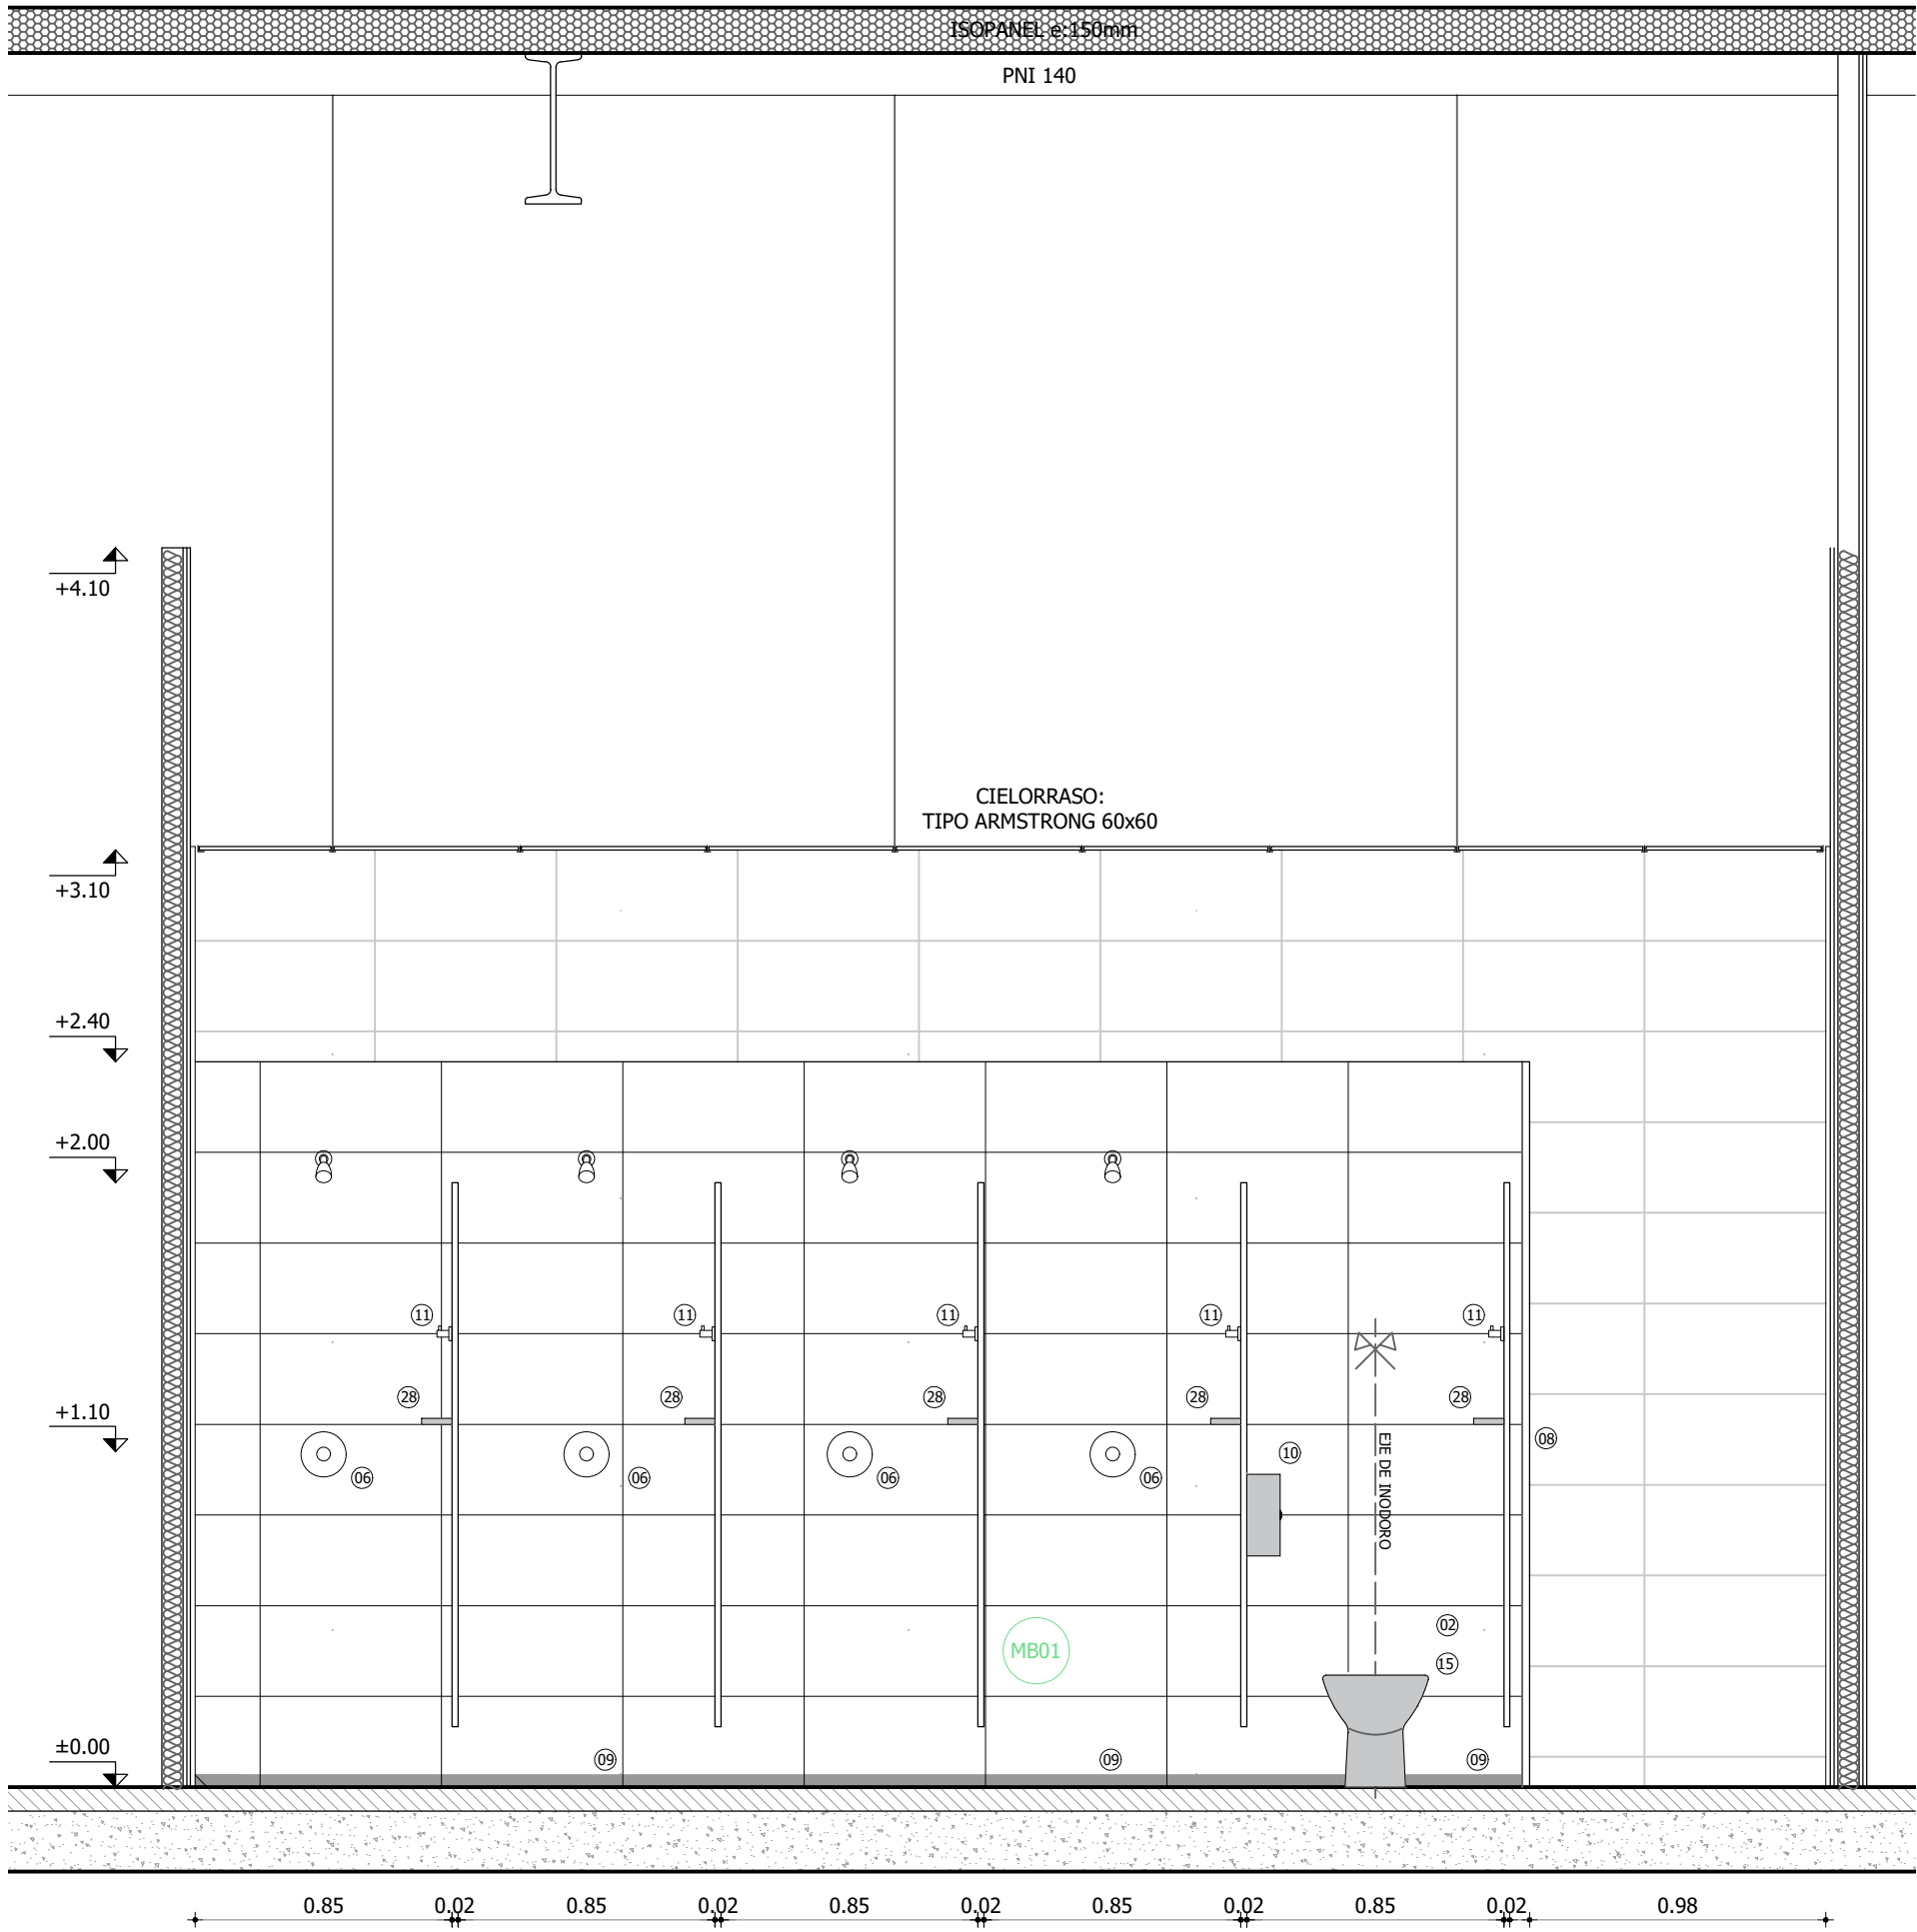 ISOPANEL e:150mm
PNI 140
+4.10
CIELORRASO:
TIPO ARMSTRONG 60x60
+3.10
+2.40
+2.00
11 11 11 11 11
28 28 28 28 28
+1.10
08
EJE DE INODORO
10
06 06 06 06
02
MB01
15
±0.00
09 09 09
0.85 0.02 0.85 0.02 0.85 0.02 0.85 0.02 0.85 0.02 0.98